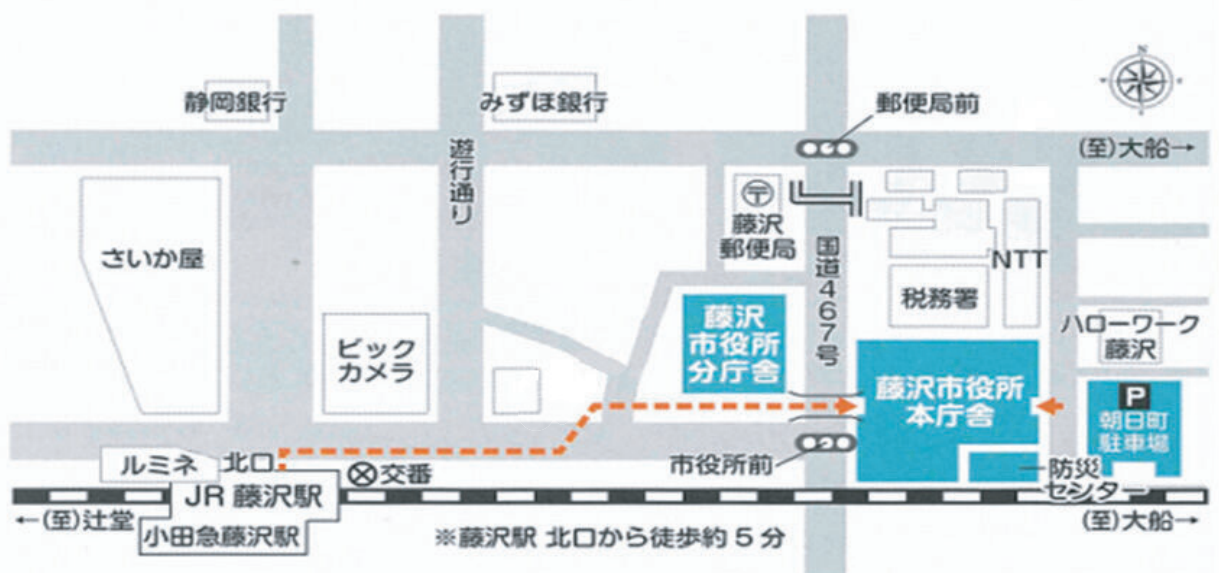 N
静岡銀行
みずほ銀行
郵便局前
(至)大船→
遊行通り
〒
藤沢
郵便局
国道467号
NTT
税務署
さいか屋
ビック
カメラ
藤沢
市役所
分庁舎
ハローワーク
藤沢
藤沢市役所
本庁舎
P
朝日町
駐車場
ルミネ
北口
交番
市役所前
防災
センター
JR 藤沢駅
←(至)辻堂
小田急藤沢駅
※藤沢駅 北口から徒歩約5分
(至)大船→